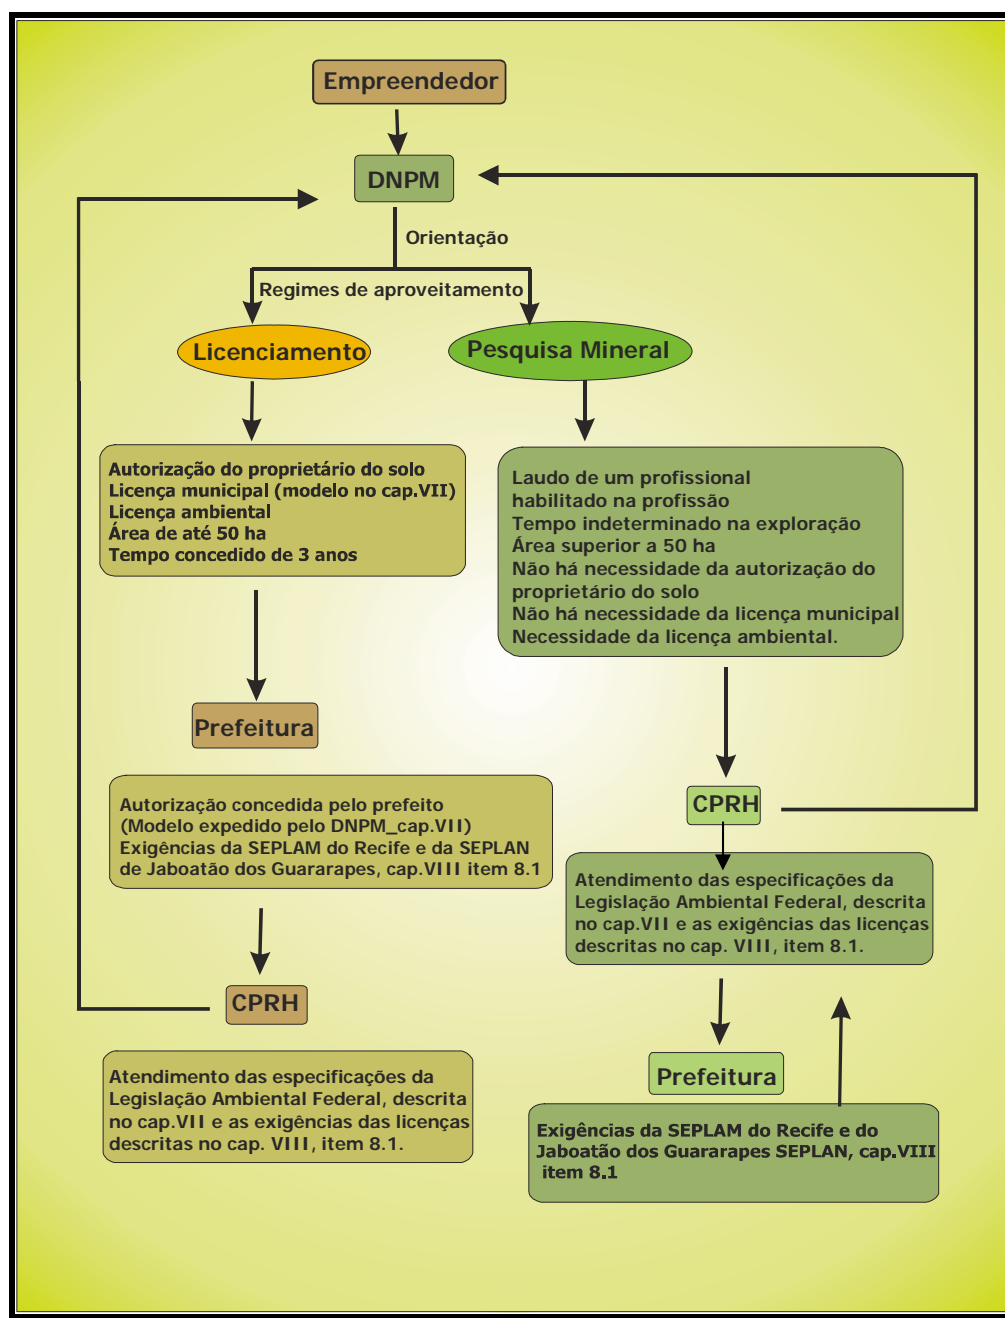 Empreendedor
DNPM
Orientação
Regimes de aproveitamento
Licenciamento
Pesquisa Mineral
Autorização do proprietário do solo
Licença municipal (modelo no cap.VII)
Licença ambiental
Área de até 50 ha
Tempo concedido de 3 anos
Laudo de um profissional
habilitado na profissão
Tempo indeterminado na exploração
Área superior a 50 ha
Não há necessidade da autorização do
proprietário do solo
Não há necessidade da licença municipal
Necessidade da licença ambiental.
Prefeitura
Autorização concedida pelo prefeito
(Modelo expedido pelo DNPM_cap.VII)
Exigências da SEPLAM do Recife e da SEPLAN
de Jaboatão dos Guararapes, cap.VIII item 8.1
CPRH
Atendimento das especificações da
Legislação Ambiental Federal, descrita
no cap.VII e as exigências das licenças
descritas no cap. VIII, item 8.1.
CPRH
Atendimento das especificações da
Legislação Ambiental Federal, descrita
no cap.VII e as exigências das licenças
descritas no cap. VIII, item 8.1.
Prefeitura
Exigências da SEPLAM do Recife e do
Jaboatão dos Guararapes SEPLAN, cap.VIII
item 8.1